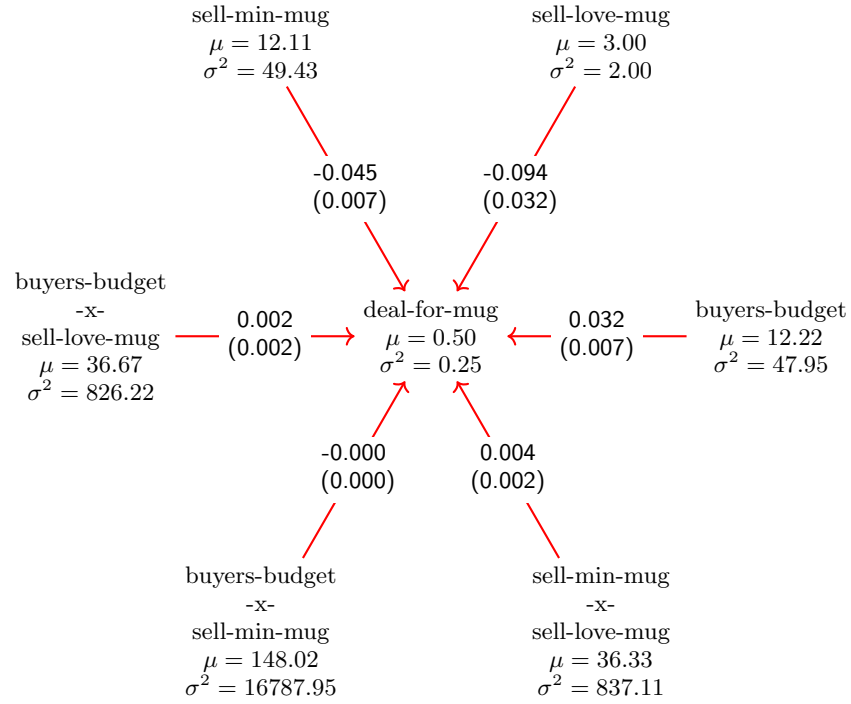 sell-min-mug
μ = 12.11
σ² = 49.43
sell-love-mug
μ = 3.00
σ² = 2.00
-0.045
(0.007)
-0.094
(0.032)
buyers-budget
-x-
sell-love-mug
μ = 36.67
σ² = 826.22
0.002
(0.002)
deal-for-mug
μ = 0.50
σ² = 0.25
0.032
(0.007)
buyers-budget
μ = 12.22
σ² = 47.95
-0.000
(0.000)
0.004
(0.002)
buyers-budget
-x-
sell-min-mug
μ = 148.02
σ² = 16787.95
sell-min-mug
-x-
sell-love-mug
μ = 36.33
σ² = 837.11